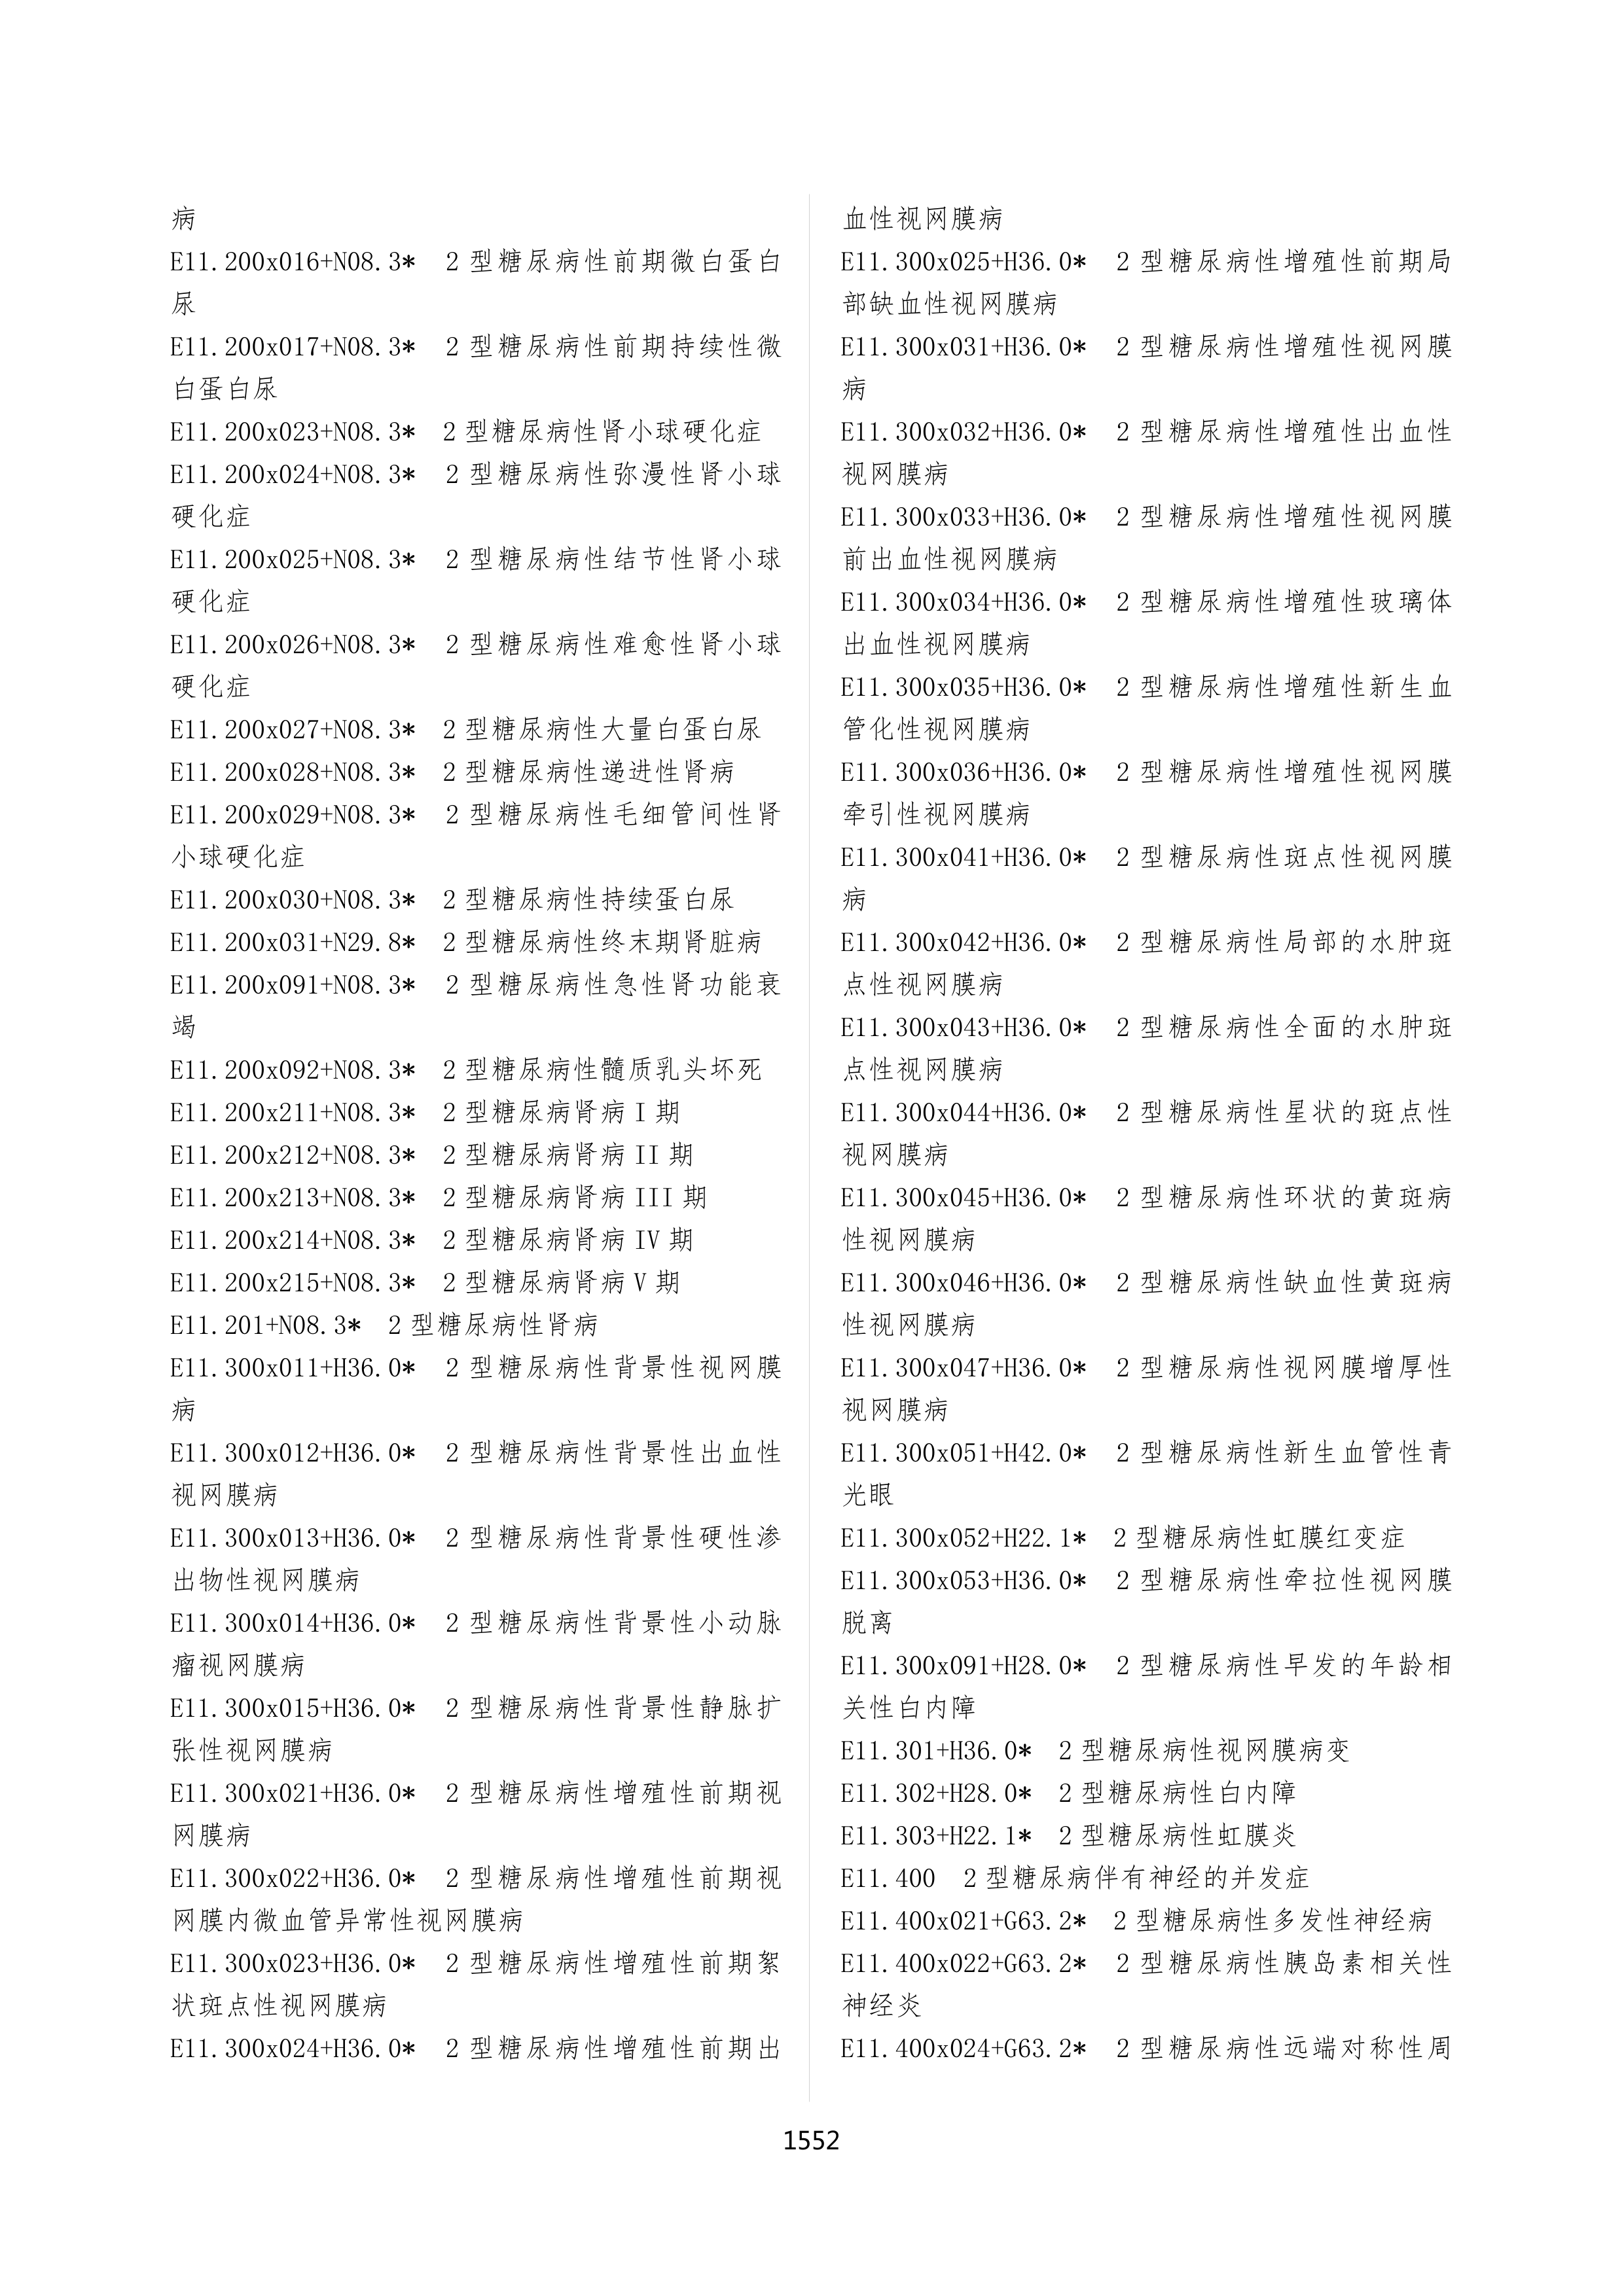 病
E11.200x016+N08.3* 2 型糖尿病性前期微白蛋白
尿
E11.200x017+N08.3* 2 型糖尿病性前期持续性微
白蛋白尿
E11.200x023+N08.3* 2 型糖尿病性肾小球硬化症
E11.200x024+N08.3* 2 型糖尿病性弥漫性肾小球
硬化症
E11.200x025+N08.3* 2 型糖尿病性结节性肾小球
硬化症
E11.200x026+N08.3* 2 型糖尿病性难愈性肾小球
硬化症
E11.200x027+N08.3* 2 型糖尿病性大量白蛋白尿
E11.200x028+N08.3* 2 型糖尿病性递进性肾病
E11.200x029+N08.3* 2 型糖尿病性毛细管间性肾
小球硬化症
E11.200x030+N08.3* 2 型糖尿病性持续蛋白尿
E11.200x031+N29.8* 2 型糖尿病性终末期肾脏病
E11.200x091+N08.3* 2 型糖尿病性急性肾功能衰
竭
E11.200x092+N08.3* 2 型糖尿病性髓质乳头坏死
E11.200x211+N08.3* 2 型糖尿病肾病 I 期
E11.200x212+N08.3* 2 型糖尿病肾病 II 期
E11.200x213+N08.3* 2 型糖尿病肾病 III 期
E11.200x214+N08.3* 2 型糖尿病肾病 IV 期
E11.200x215+N08.3* 2 型糖尿病肾病 V 期
E11.201+N08.3* 2 型糖尿病性肾病
E11.300x011+H36.0* 2 型糖尿病性背景性视网膜
病
E11.300x012+H36.0* 2 型糖尿病性背景性出血性
视网膜病
E11.300x013+H36.0* 2 型糖尿病性背景性硬性渗
出物性视网膜病
E11.300x014+H36.0* 2 型糖尿病性背景性小动脉
瘤视网膜病
E11.300x015+H36.0* 2 型糖尿病性背景性静脉扩
张性视网膜病
E11.300x021+H36.0* 2 型糖尿病性增殖性前期视
网膜病
E11.300x022+H36.0* 2 型糖尿病性增殖性前期视
网膜内微血管异常性视网膜病
E11.300x023+H36.0* 2 型糖尿病性增殖性前期絮
状斑点性视网膜病
E11.300x024+H36.0* 2 型糖尿病性增殖性前期出
血性视网膜病
E11.300x025+H36.0* 2 型糖尿病性增殖性前期局
部缺血性视网膜病
E11.300x031+H36.0* 2 型糖尿病性增殖性视网膜
病
E11.300x032+H36.0* 2 型糖尿病性增殖性出血性
视网膜病
E11.300x033+H36.0* 2 型糖尿病性增殖性视网膜
前出血性视网膜病
E11.300x034+H36.0* 2 型糖尿病性增殖性玻璃体
出血性视网膜病
E11.300x035+H36.0* 2 型糖尿病性增殖性新生血
管化性视网膜病
E11.300x036+H36.0* 2 型糖尿病性增殖性视网膜
牵引性视网膜病
E11.300x041+H36.0* 2 型糖尿病性斑点性视网膜
病
E11.300x042+H36.0* 2 型糖尿病性局部的水肿斑
点性视网膜病
E11.300x043+H36.0* 2 型糖尿病性全面的水肿斑
点性视网膜病
E11.300x044+H36.0* 2 型糖尿病性星状的斑点性
视网膜病
E11.300x045+H36.0* 2 型糖尿病性环状的黄斑病
性视网膜病
E11.300x046+H36.0* 2 型糖尿病性缺血性黄斑病
性视网膜病
E11.300x047+H36.0* 2 型糖尿病性视网膜增厚性
视网膜病
E11.300x051+H42.0* 2 型糖尿病性新生血管性青
光眼
E11.300x052+H22.1* 2 型糖尿病性虹膜红变症
E11.300x053+H36.0* 2 型糖尿病性牵拉性视网膜
脱离
E11.300x091+H28.0* 2 型糖尿病性早发的年龄相
关性白内障
E11.301+H36.0* 2 型糖尿病性视网膜病变
E11.302+H28.0* 2 型糖尿病性白内障
E11.303+H22.1* 2 型糖尿病性虹膜炎
E11.400 2 型糖尿病伴有神经的并发症
E11.400x021+G63.2* 2 型糖尿病性多发性神经病
E11.400x022+G63.2* 2 型糖尿病性胰岛素相关性
神经炎
E11.400x024+G63.2* 2 型糖尿病性远端对称性周
1552